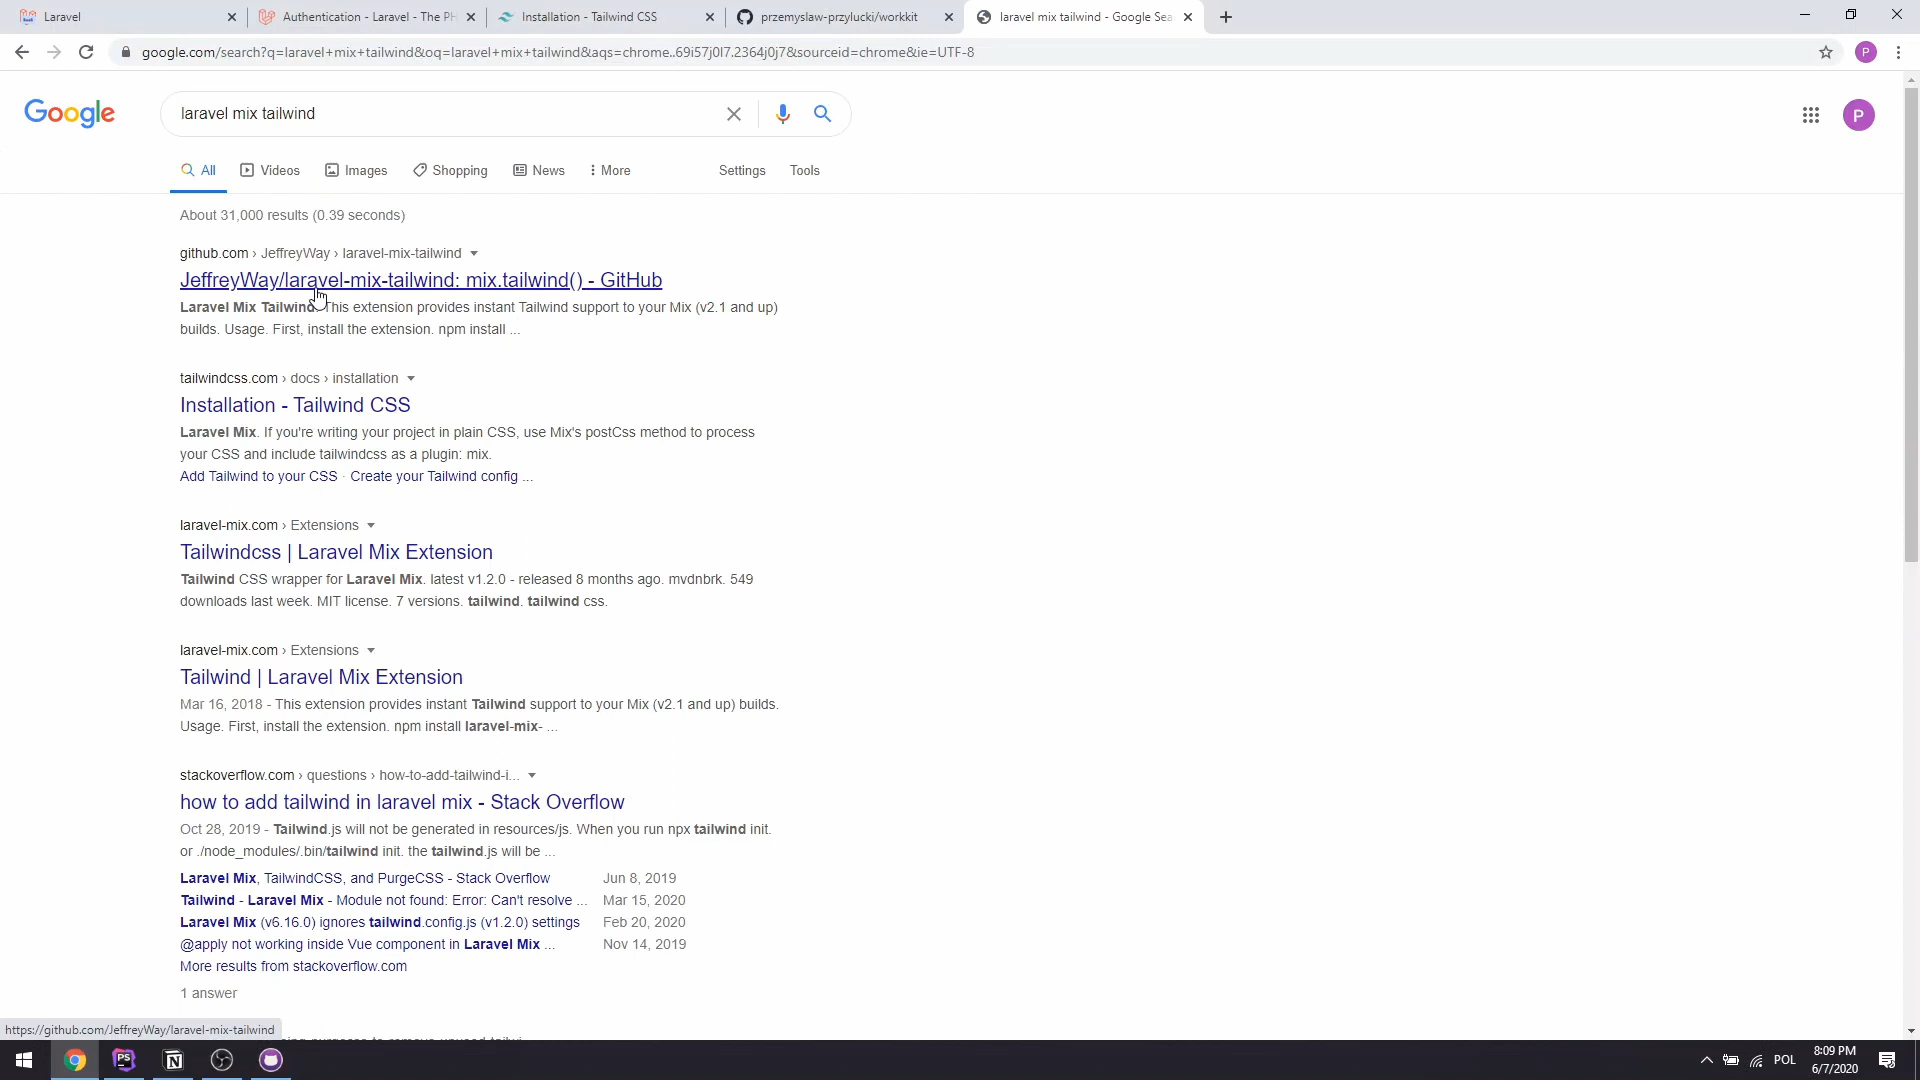 Laravel
Authentication - Laravel - The PH
Installation - Tailwind CSS
przemyslaw-przylucki/workkit
laravel mix tailwind - Google Sea
google.com/search?q=laravel+mix+tailwind&oq=laravel+mix+tailwind&aqs=chrome..69i57j0l7.2364j0j7&sourceid=chrome&ie=UTF-8
P
Google
laravel mix tailwind
P
All
Videos
Images
Shopping
News
More
Settings
Tools
About 31,000 results (0.39 seconds)
github.com › JeffreyWay › laravel-mix-tailwind
JeffreyWay/laravel-mix-tailwind: mix.tailwind() - GitHub
Laravel Mix Tailwind. This extension provides instant Tailwind support to your Mix (v2.1 and up)
builds. Usage. First, install the extension. npm install ...
tailwindcss.com › docs › installation
Installation - Tailwind CSS
Laravel Mix. If you're writing your project in plain CSS, use Mix's postCss method to process
your CSS and include tailwindcss as a plugin: mix.
Add Tailwind to your CSS · Create your Tailwind config ...
laravel-mix.com › Extensions
Tailwindcss | Laravel Mix Extension
Tailwind CSS wrapper for Laravel Mix. latest v1.2.0 - released 8 months ago. mvdnbrk. 549
downloads last week. MIT license. 7 versions. tailwind. tailwind css.
laravel-mix.com › Extensions
Tailwind | Laravel Mix Extension
Mar 16, 2018 - This extension provides instant Tailwind support to your Mix (v2.1 and up) builds.
Usage. First, install the extension. npm install laravel-mix- ...
stackoverflow.com › questions › how-to-add-tailwind-i...
how to add tailwind in laravel mix - Stack Overflow
Oct 28, 2019 - Tailwind.js will not be generated in resources/js. When you run npx tailwind init.
or ./node_modules/.bin/tailwind init. the tailwind.js will be ...
Laravel Mix, TailwindCSS, and PurgeCSS - Stack Overflow Jun 8, 2019
Tailwind - Laravel Mix - Module not found: Error: Can't resolve ... Mar 15, 2020
Laravel Mix (v6.16.0) ignores tailwind.config.js (v1.2.0) settings Feb 20, 2020
@apply not working inside Vue component in Laravel Mix ... Nov 14, 2019
More results from stackoverflow.com
1 answer
https://github.com/JeffreyWay/laravel-mix-tailwind
PS
N
POL
8:09 PM
6/7/2020